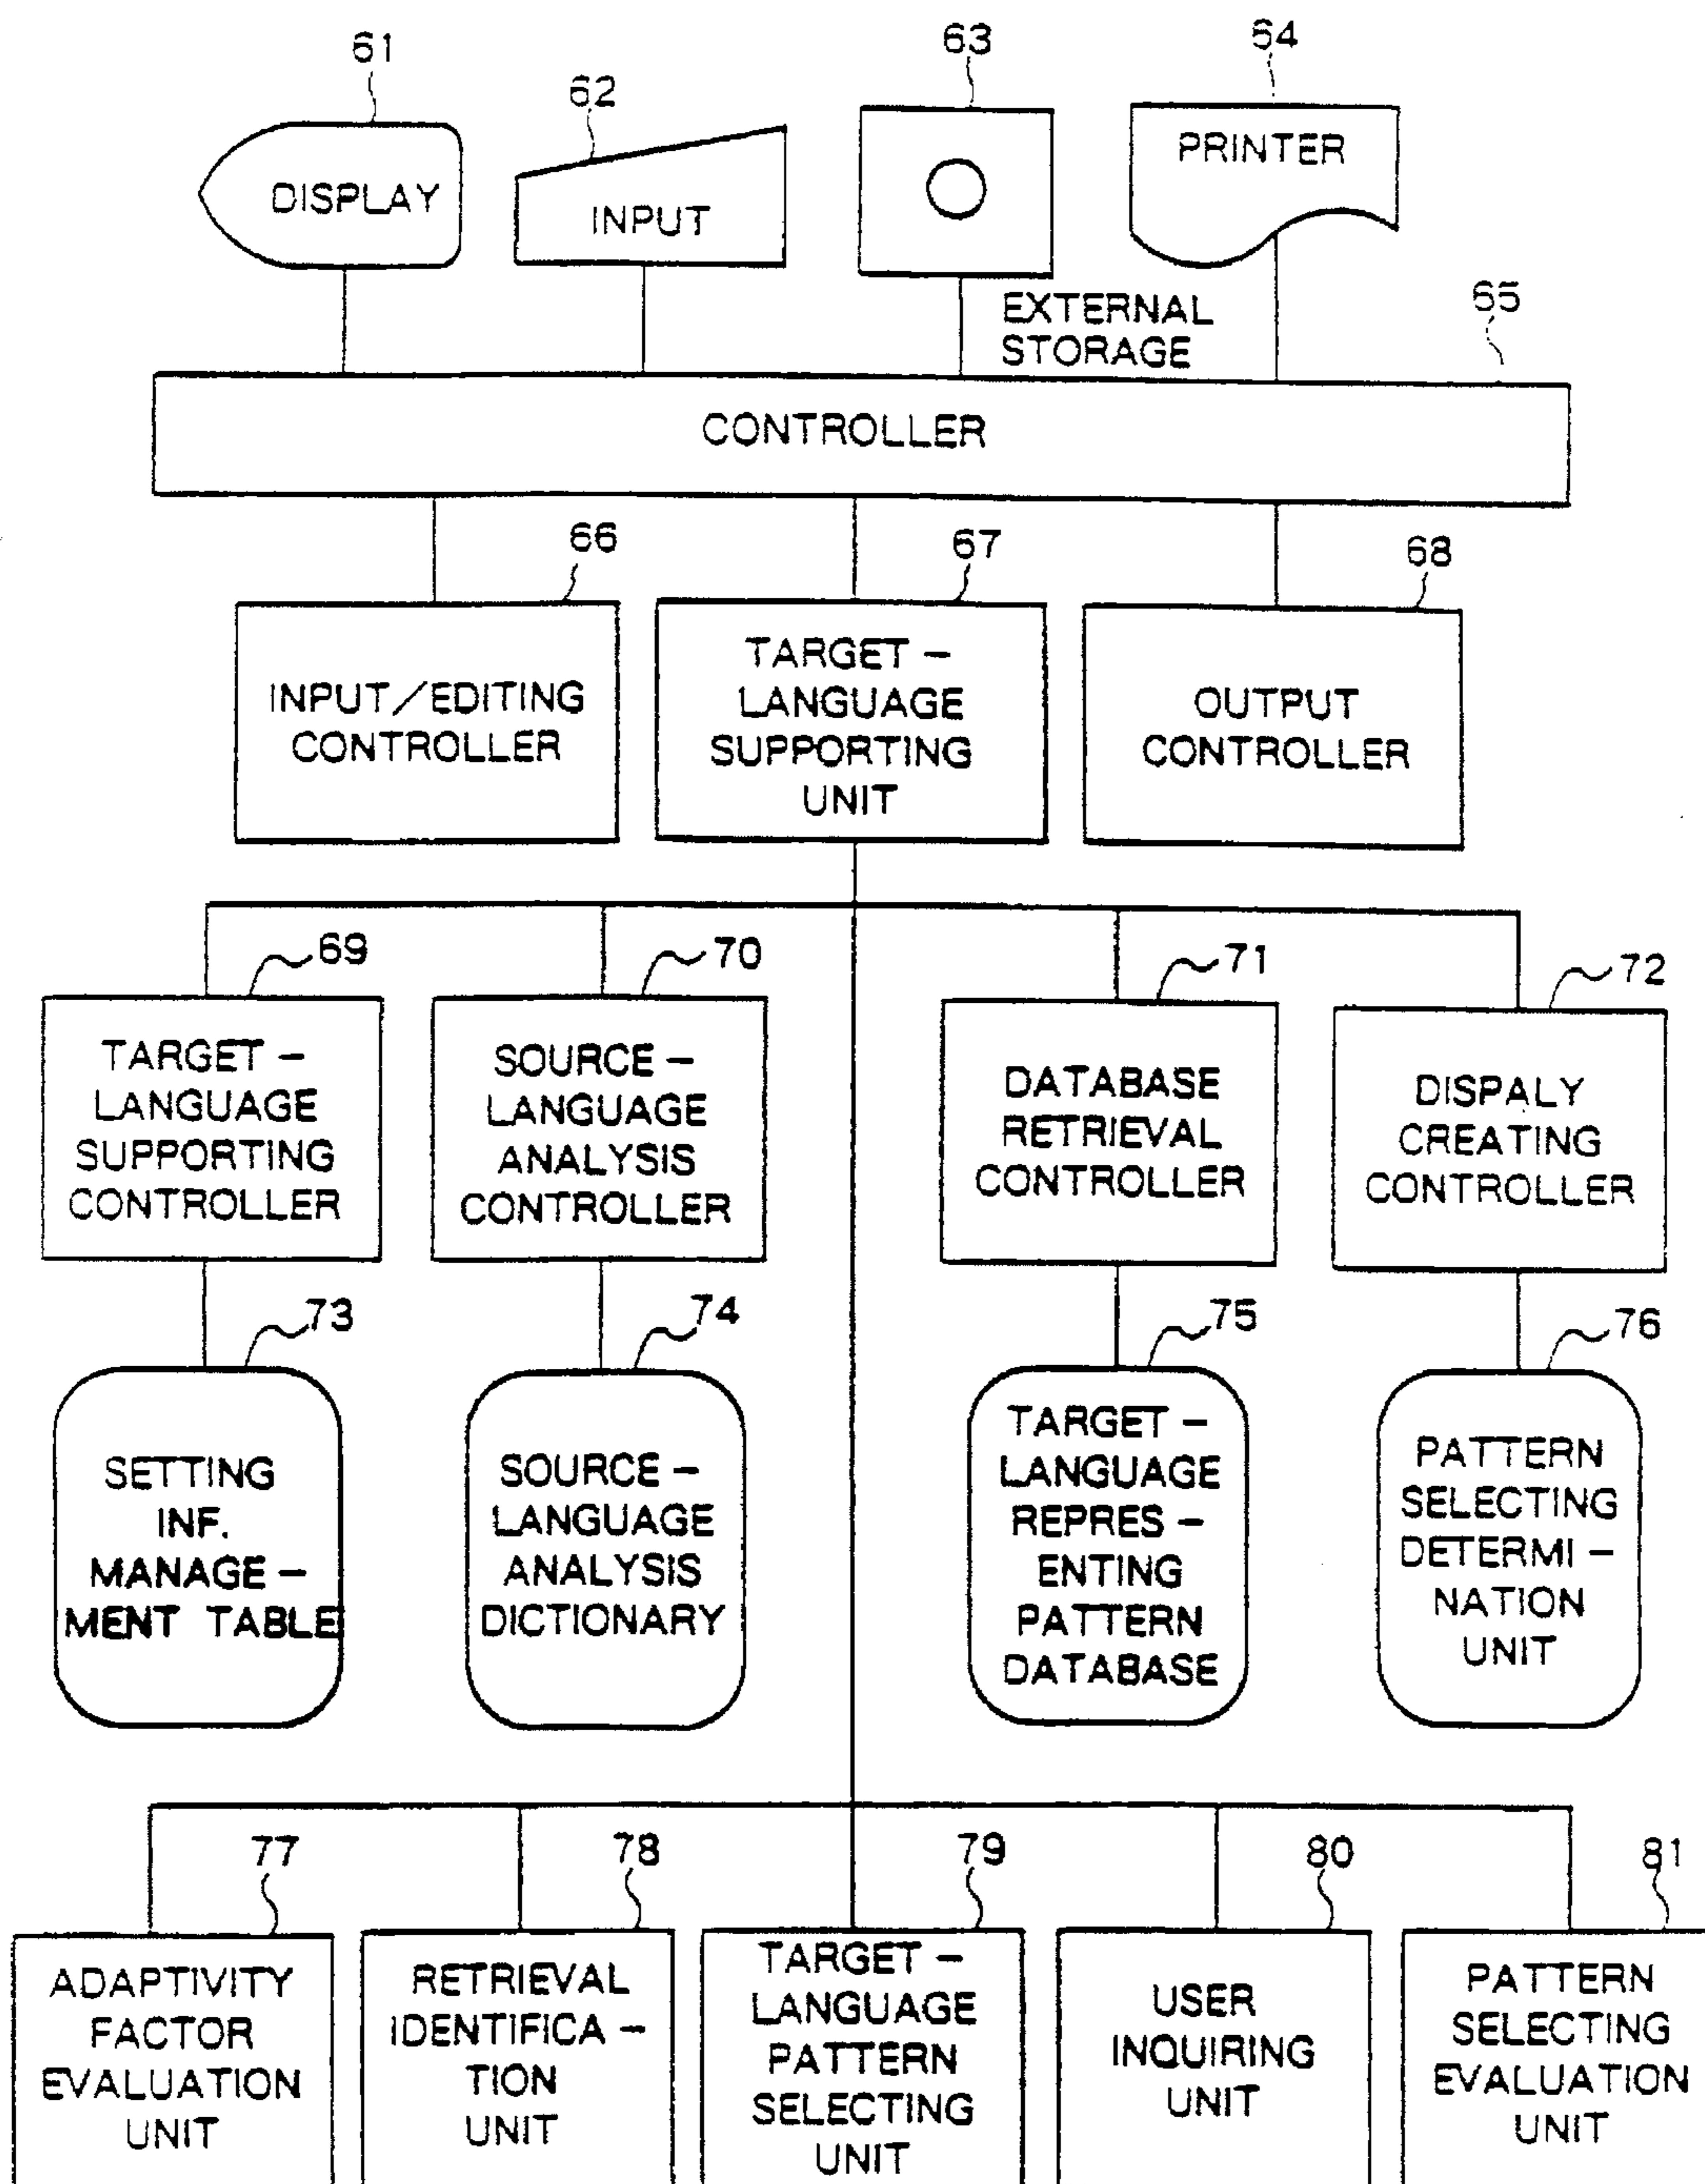 61
62
63
64
DISPLAY
INPUT
PRINTER
EXTERNAL
STORAGE
65
CONTROLLER
66
67
68
INPUT/EDITING
CONTROLLER
TARGET -
LANGUAGE
SUPPORTING
UNIT
OUTPUT
CONTROLLER
69
70
71
72
TARGET -
LANGUAGE
SUPPORTING
CONTROLLER
SOURCE -
LANGUAGE
ANALYSIS
CONTROLLER
DATABASE
RETRIEVAL
CONTROLLER
DISPALY
CREATING
CONTROLLER
73
74
75
76
SETTING
INF.
MANAGE -
MENT TABLE
SOURCE -
LANGUAGE
ANALYSIS
DICTIONARY
TARGET -
LANGUAGE
REPRES -
ENTING
PATTERN
DATABASE
PATTERN
SELECTING
DETERMI -
NATION
UNIT
77
78
79
80
81
ADAPTIVITY
FACTOR
EVALUATION
UNIT
RETRIEVAL
IDENTIFICA -
TION
UNIT
TARGET -
LANGUAGE
PATTERN
SELECTING
UNIT
USER
INQUIRING
UNIT
PATTERN
SELECTING
EVALUATION
UNIT